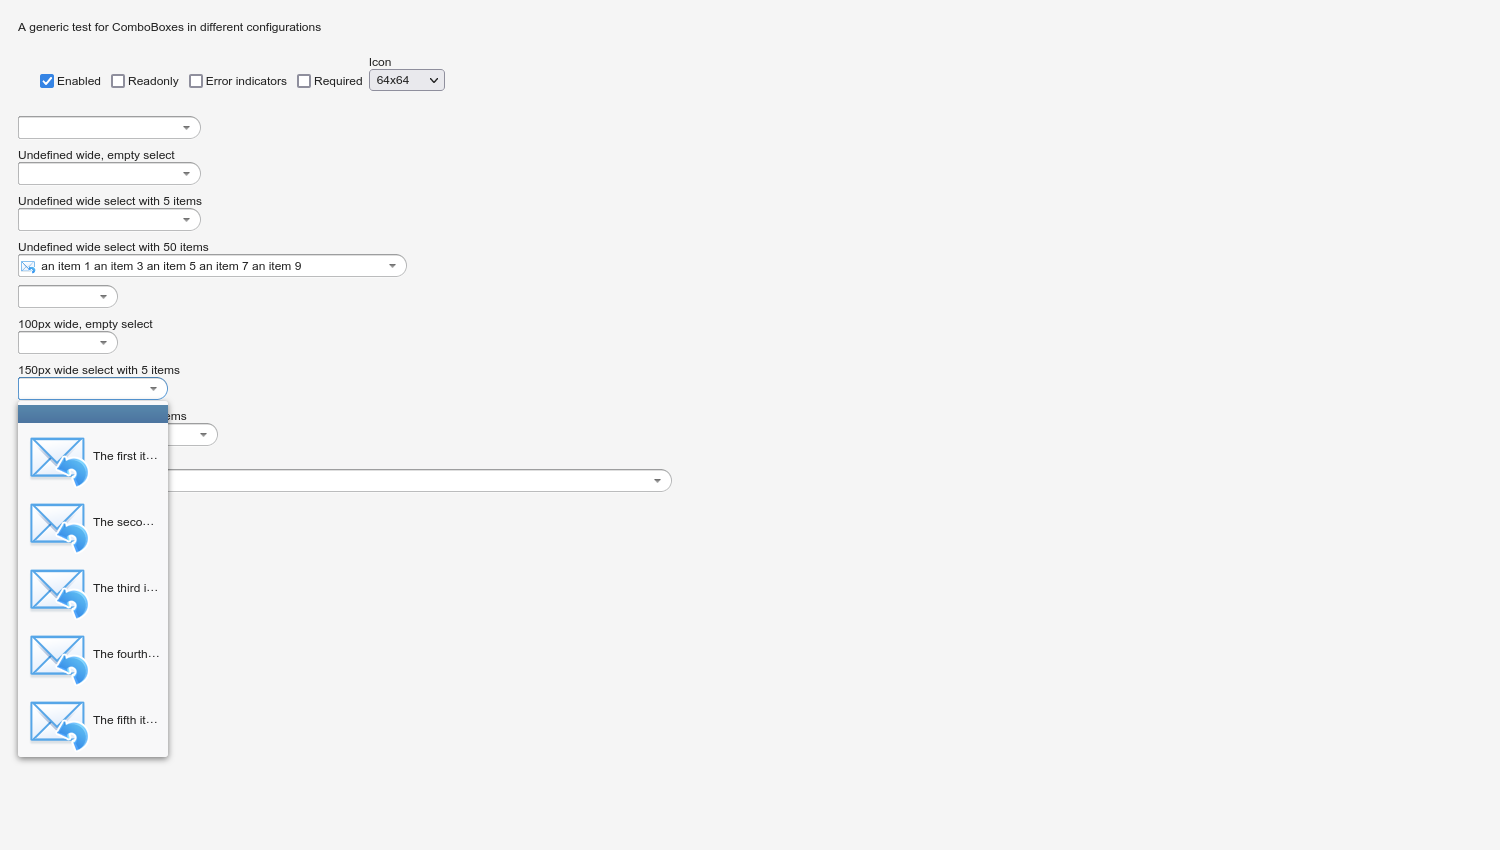 A generic test for ComboBoxes in different configurations
Icon
Enabled Readonly Error indicators Required 64x64
Undefined wide, empty select
Undefined wide select with 5 items
Undefined wide select with 50 items
an item 1 an item 3 an item 5 an item 7 an item 9
100px wide, empty select
150px wide select with 5 items
ems
The first it…
The seco…
The third i…
The fourth…
The fifth it…